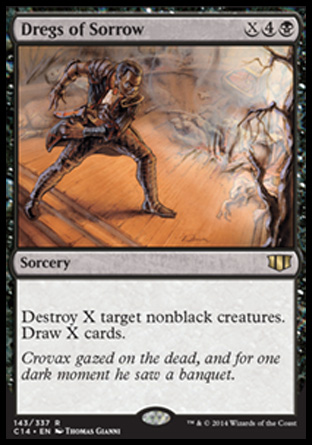 Dregs of Sorrow X4
Sorcery
Destroy X target nonblack creatures.
Draw X cards.
Crovax gazed on the dead, and for one
dark moment he saw a banquet.
143/337 R
C14 • EN Thomas Gianni ™ & © 2014 Wizards of the Coast